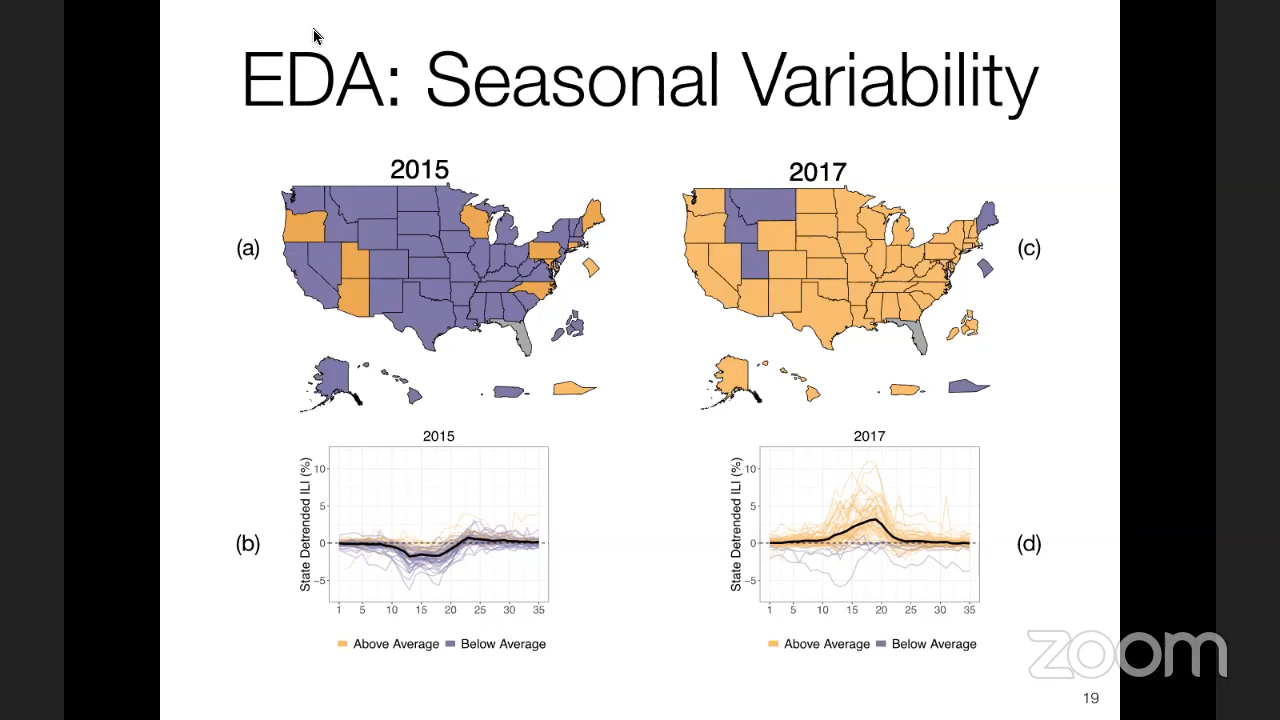 EDA: Seasonal Variability
2015
2017
(a)
(c)
2015
State Detrended ILI (%)
10
5
0
−5
1 5 10 15 20 25 30 35
Above Average Below Average
(b)
2017
State Detrended ILI (%)
10
5
0
−5
1 5 10 15 20 25 30 35
Above Average Below Average
(d)
zoom
19